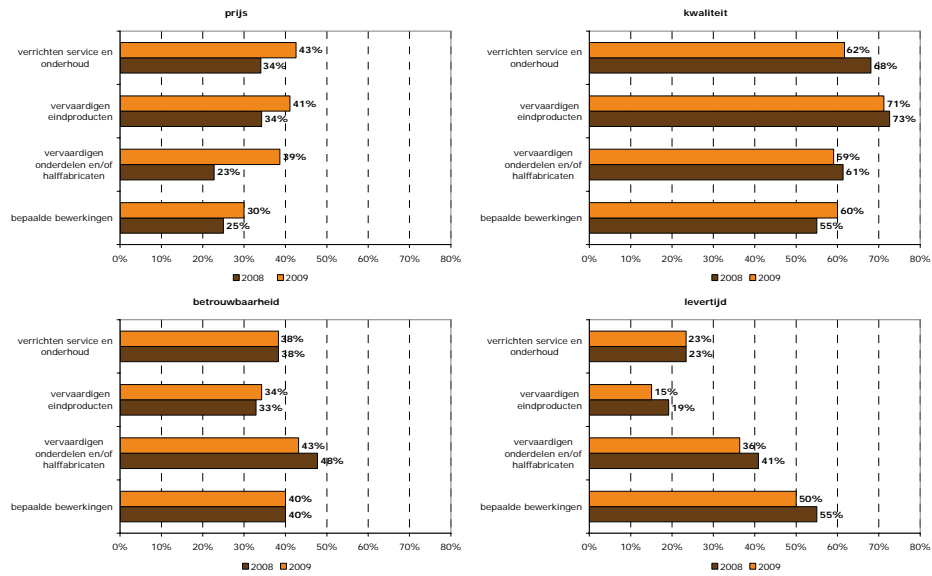 prijs
verrichten service en
onderhoud
43%
34%
vervaardigen
eindproducten
41%
34%
vervaardigen
onderdelen en/of
halffabricaten
39%
23%
bepaalde bewerkingen
30%
25%
0% 10% 20% 30% 40% 50% 60% 70% 80%
2008 2009
kwaliteit
verrichten service en
onderhoud
62%
68%
vervaardigen
eindproducten
71%
73%
vervaardigen
onderdelen en/of
halffabricaten
59%
61%
bepaalde bewerkingen
60%
55%
0% 10% 20% 30% 40% 50% 60% 70% 80%
2008 2009
betrouwbaarheid
verrichten service en
onderhoud
38%
38%
vervaardigen
eindproducten
34%
33%
vervaardigen
onderdelen en/of
halffabricaten
43%
48%
bepaalde bewerkingen
40%
40%
0% 10% 20% 30% 40% 50% 60% 70% 80%
2008 2009
levertijd
verrichten service en
onderhoud
23%
23%
vervaardigen
eindproducten
15%
19%
vervaardigen
onderdelen en/of
halffabricaten
36%
41%
bepaalde bewerkingen
50%
55%
0% 10% 20% 30% 40% 50% 60% 70% 80%
2008 2009